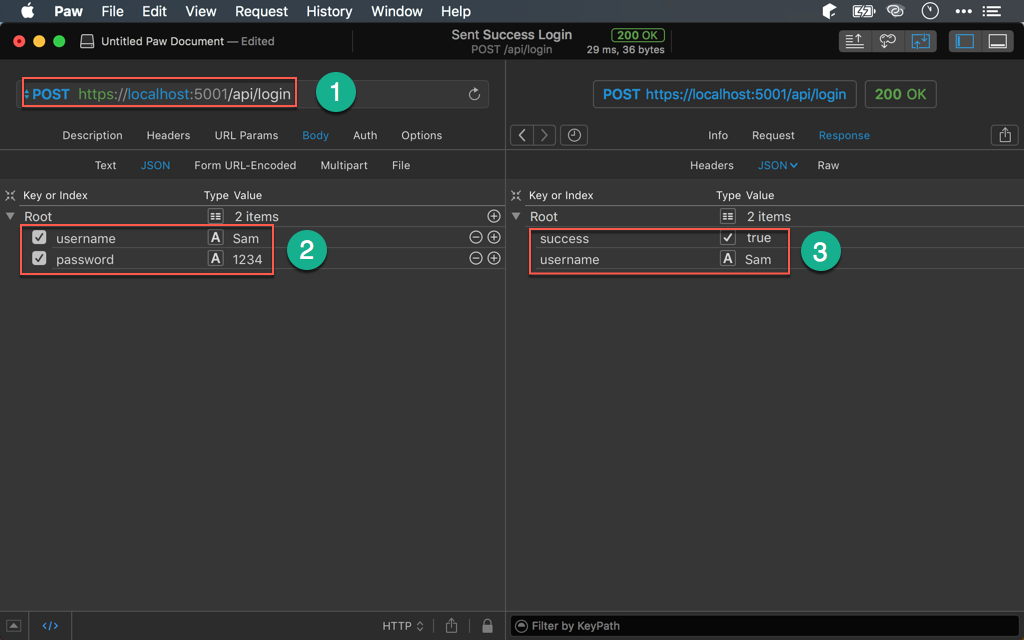 Paw File Edit View Request History Window Help
Untitled Paw Document — Edited
Sent Success Login 200 OK
POST /api/login 29 ms, 36 bytes
POST https://localhost:5001/api/login
1
POST https://localhost:5001/api/login 200 OK
Description Headers URL Params Body Auth Options
Info Request Response
Text JSON Form URL-Encoded Multipart File
Headers JSON Raw
Key or Index Type Value
Root 2 items
username A Sam
password A 1234
2
Key or Index Type Value
Root 2 items
success true
username A Sam
3
</> HTTP
Filter by KeyPath